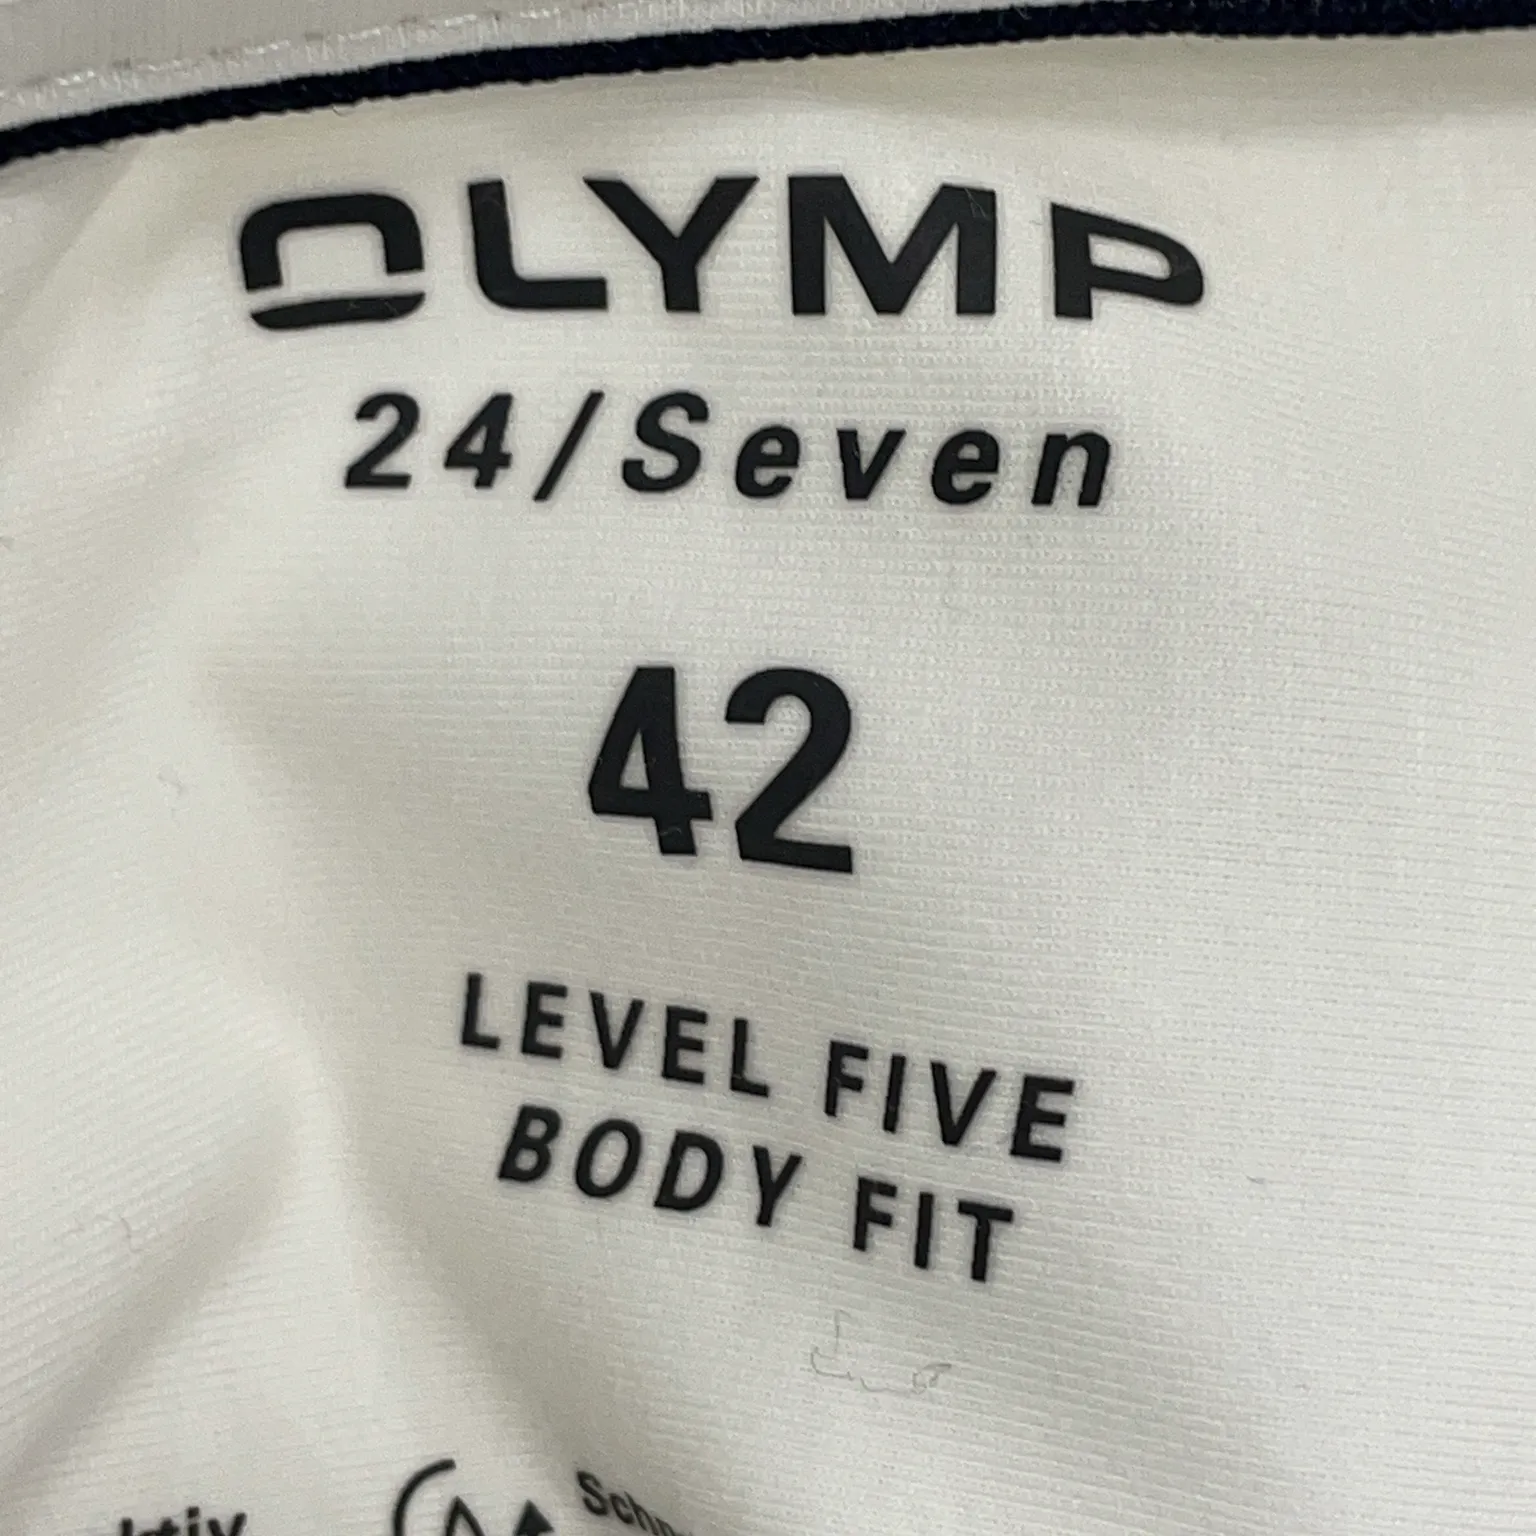 OLYMP
24/Seven
42
LEVEL FIVE
BODY FIT